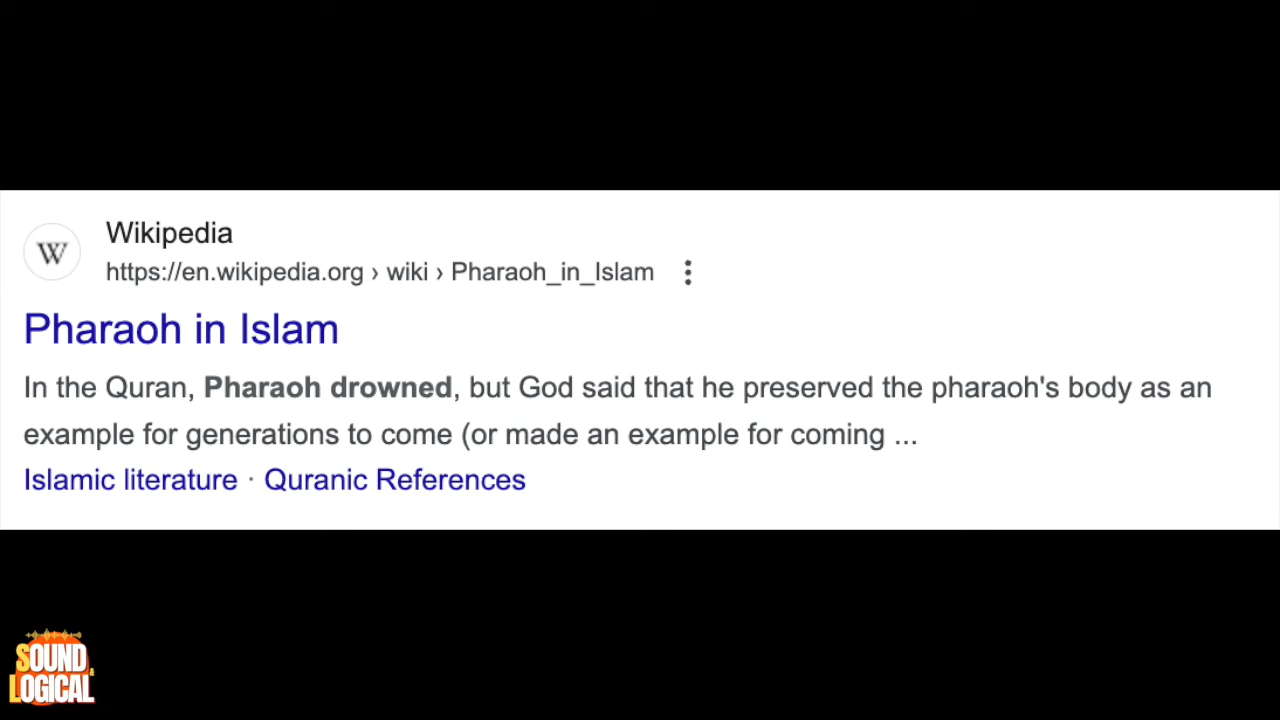 Wikipedia
https://en.wikipedia.org › wiki › Pharaoh_in_Islam
Pharaoh in Islam
In the Quran, Pharaoh drowned, but God said that he preserved the pharaoh's body as an
example for generations to come (or made an example for coming ...
Islamic literature · Quranic References
SOUND &
LOGICAL